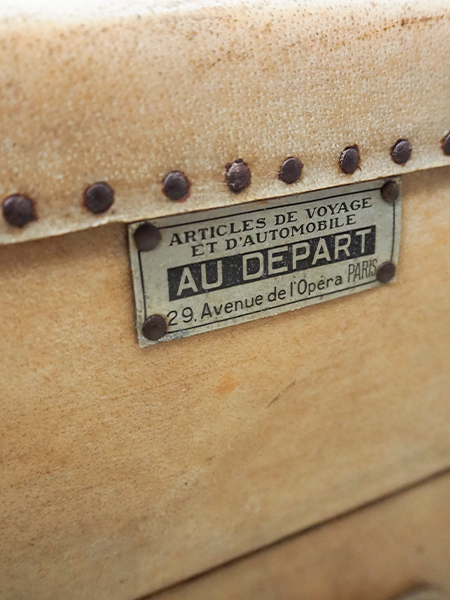 ARTICLES DE VOYAGE
ET D'AUTOMOBILE
AU DEPART
29, Avenue de l'Opéra PARIS